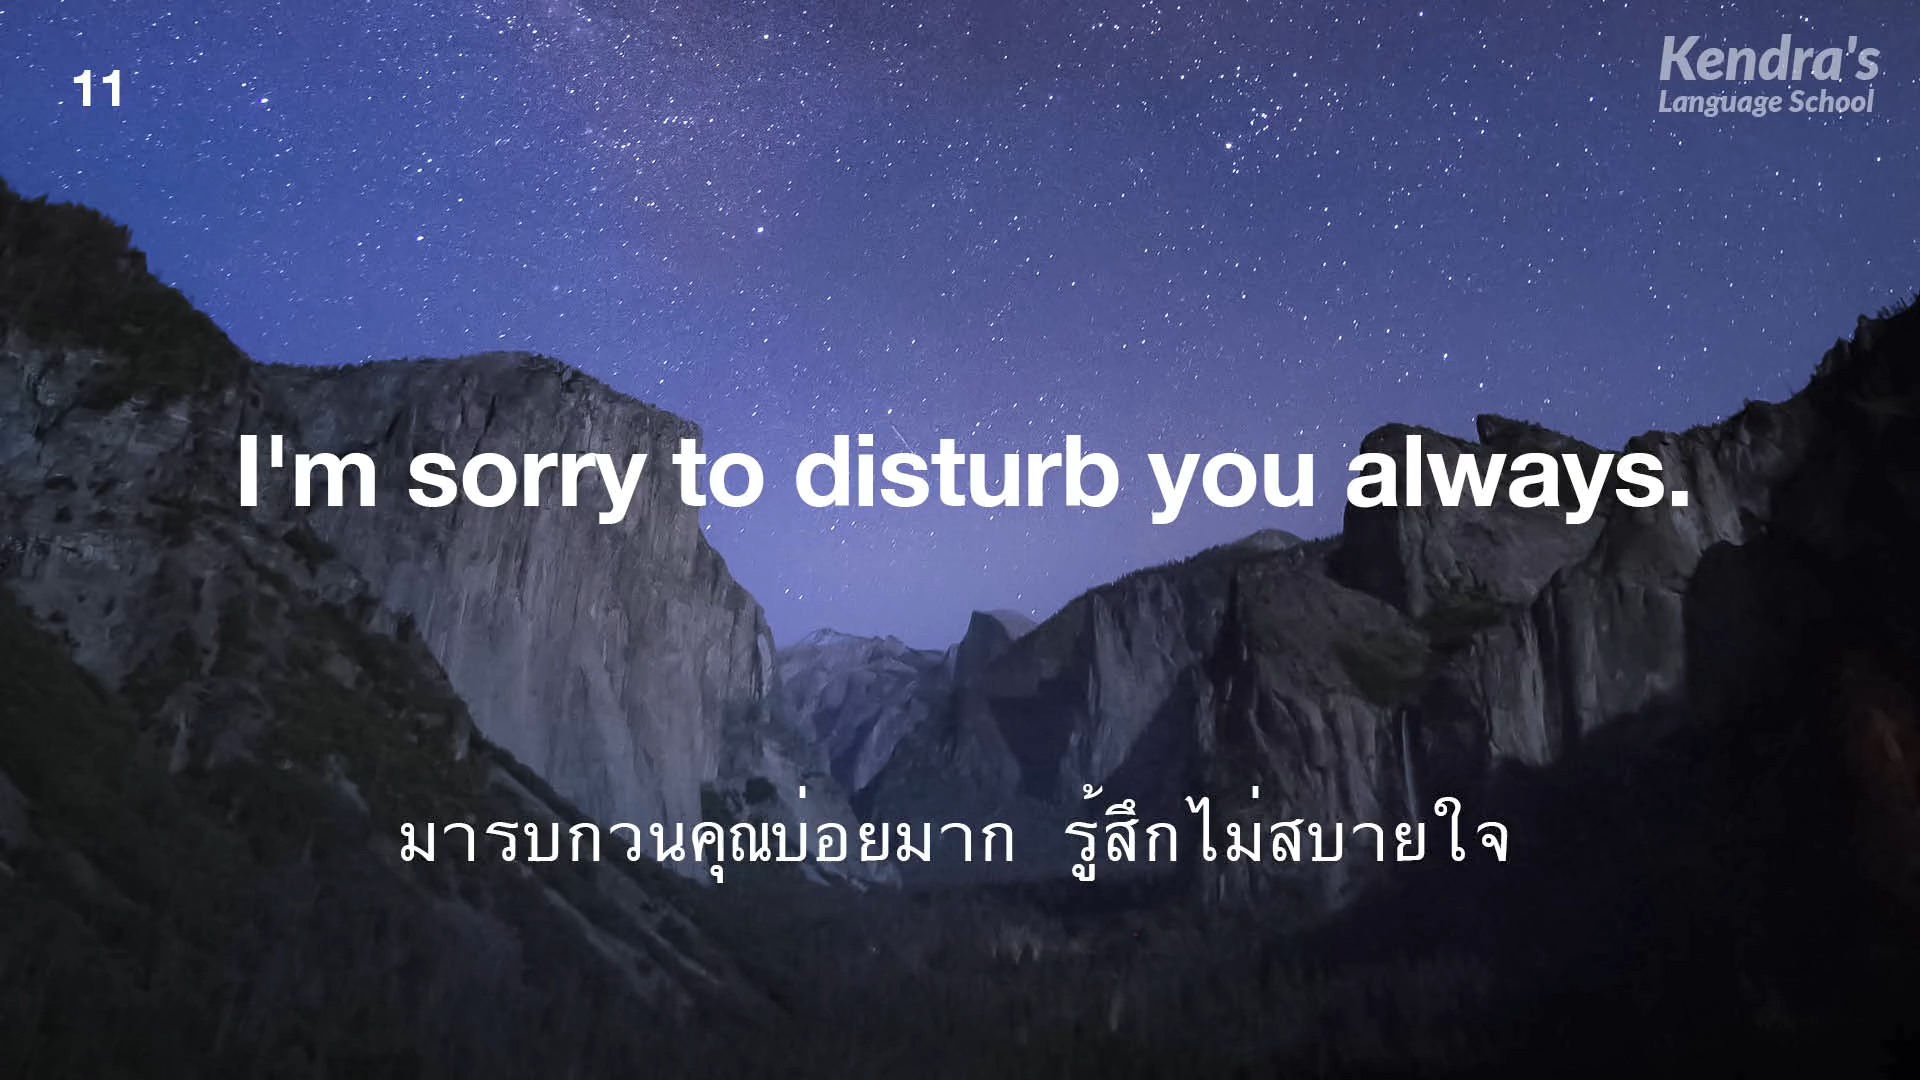 11
Kendra's
Language School
I'm sorry to disturb you always.
มารบกวนคุณบ่อยมาก รู้สึกไม่สบายใจ